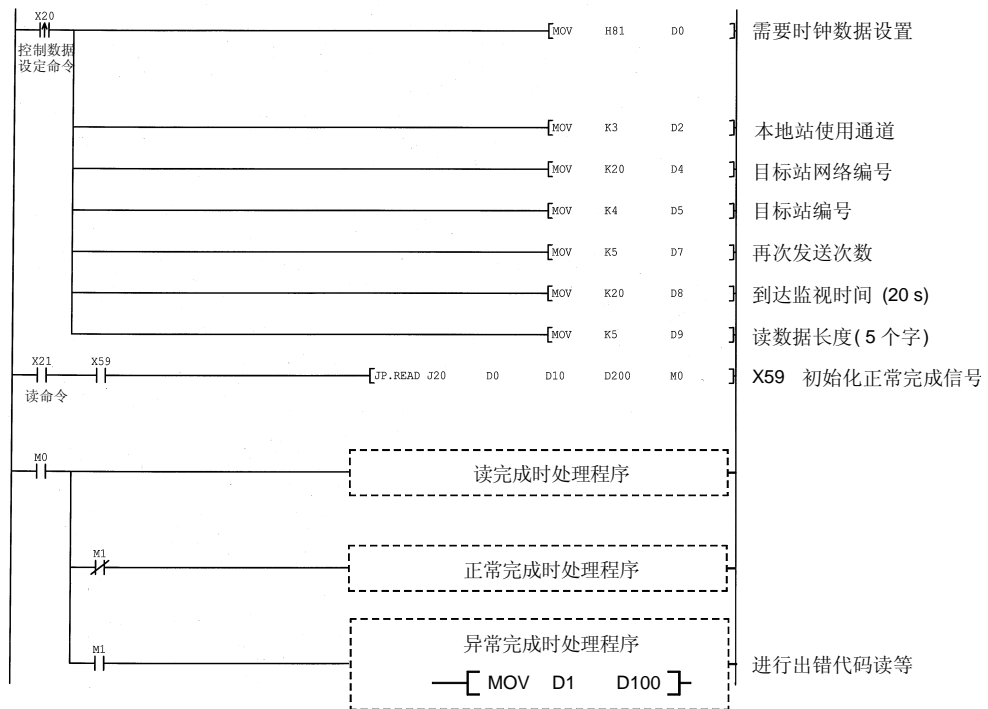 X20
[MOV H81 D0 ] 需要时钟数据设置
控制数据
设定命令
[MOV K3 D2 ] 本地站使用通道
[MOV K20 D4 ] 目标站网络编号
[MOV K4 D5 ] 目标站编号
[MOV K5 D7 ] 再次发送次数
[MOV K20 D8 ] 到达监视时间 (20 s)
[MOV K5 D9 ] 读数据长度( 5 个字)
X21 X59
[JP.READ J20 D0 D10 D200 M0 ] X59 初始化正常完成信号
读命令
M0
读完成时处理程序
M1
正常完成时处理程序
异常完成时处理程序
M1
进行出错代码读等
[ MOV D1 D100 ]